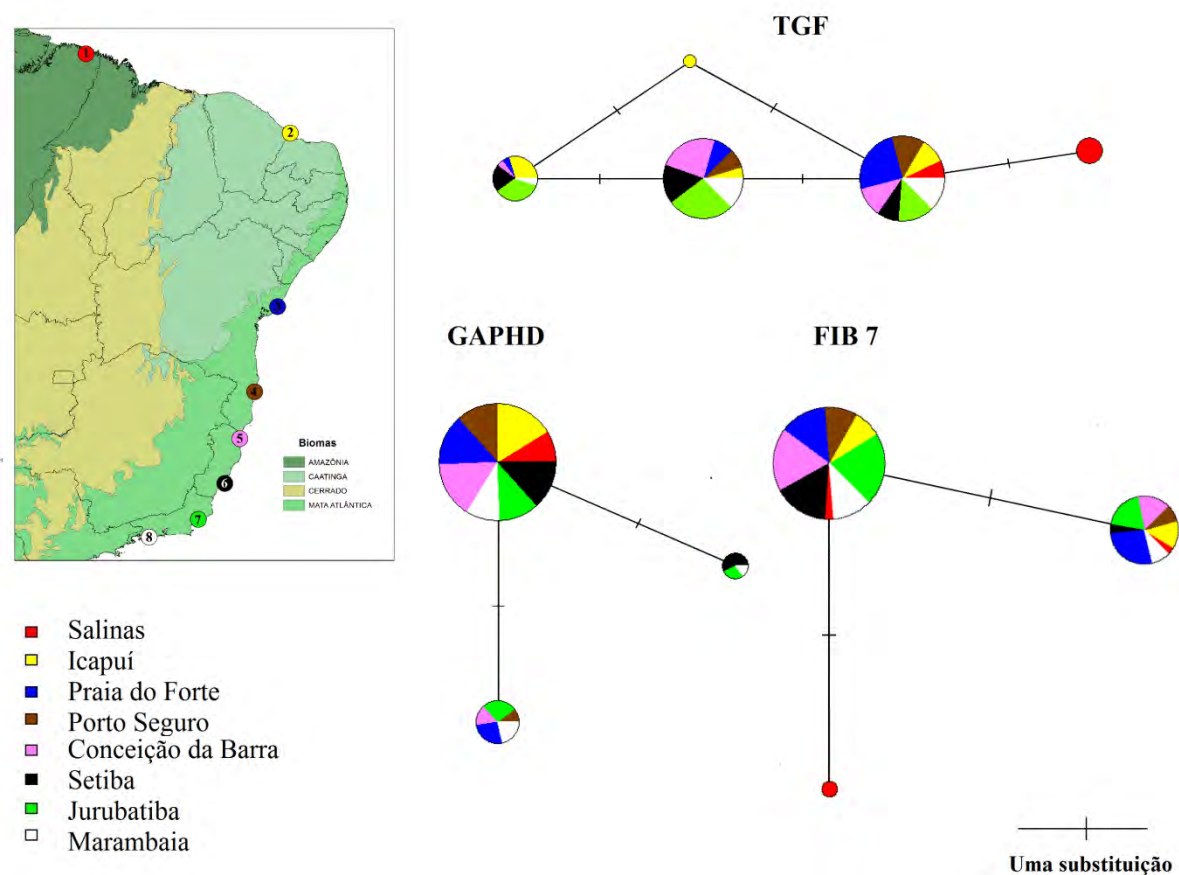 TGF
1
2
3
4
5
6
7
8
Biomas
AMAZÔNIA
CAATINGA
CERRADO
MATA ATLÂNTICA
GAPHD
FIB 7
Salinas
Icapuí
Praia do Forte
Porto Seguro
Conceição da Barra
Setiba
Jurubatiba
Marambaia
Uma substituição